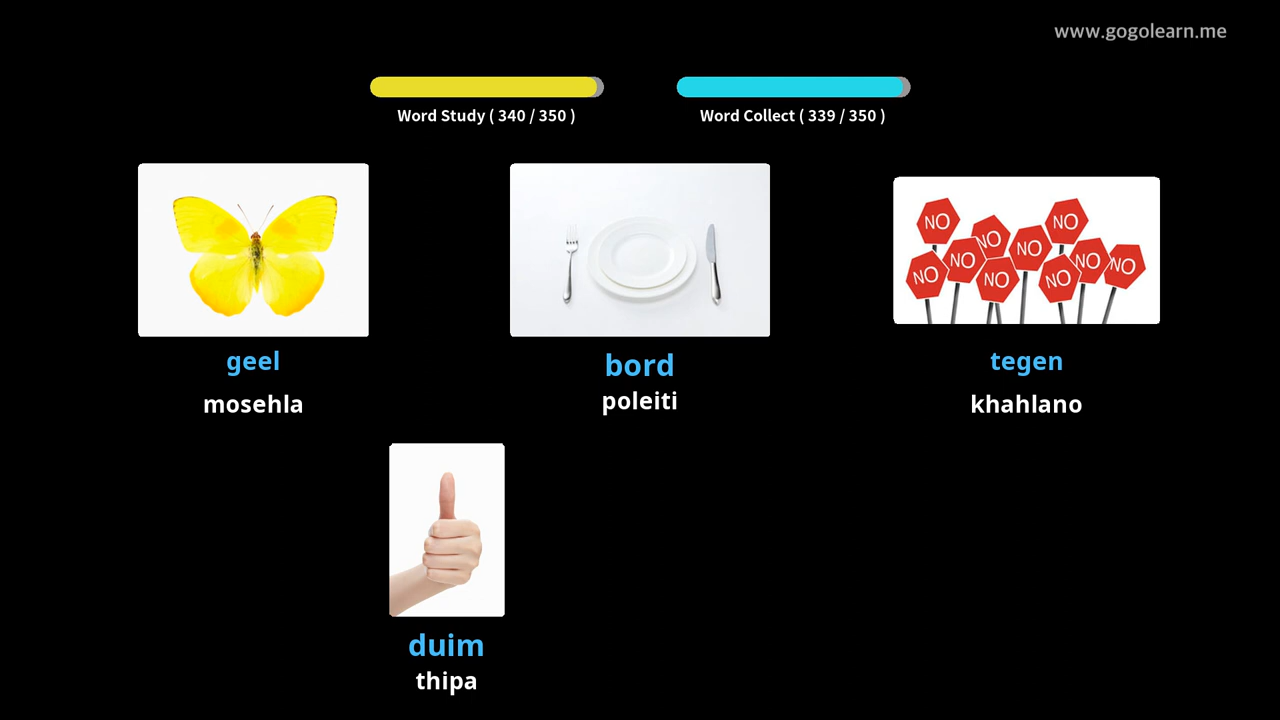 www.gogolearn.me
Word Study ( 340 / 350 )
Word Collect ( 339 / 350 )
NO
NO
NO
NO
NO
NO
NO
NO
NO
NO
geel
mosehla
bord
poleiti
tegen
khahlano
duim
thipa